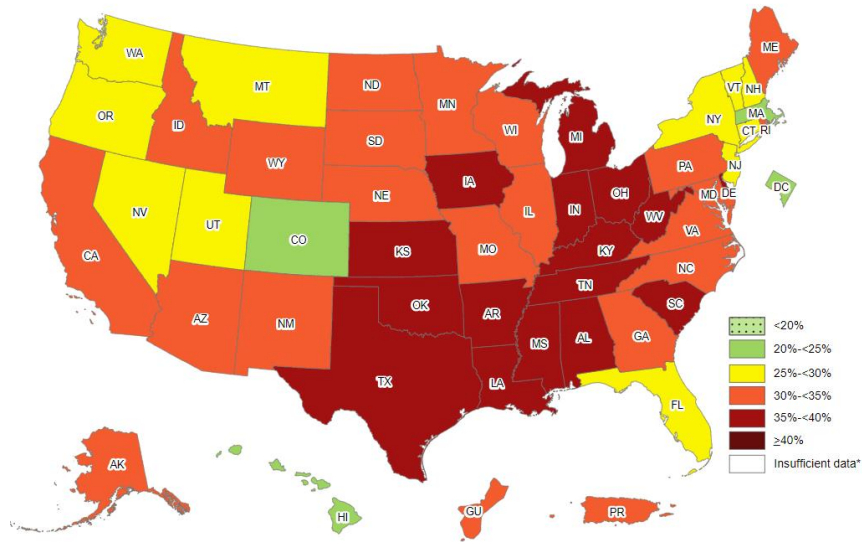 WA
MT
ND
MN
ME
VT
NH
OR
ID
SD
WI
NY
MA
MI
CT
RI
WY
IA
PA
NJ
NE
OH
MD
DE
DC
NV
UT
CO
IL
IN
WV
VA
CA
KS
MO
KY
NC
TN
AZ
NM
OK
AR
SC
MS
AL
GA
TX
LA
FL
<20%
20%-<25%
25%-<30%
30%-<35%
35%-<40%
≥40%
Insufficient data*
AK
HI
GU
PR